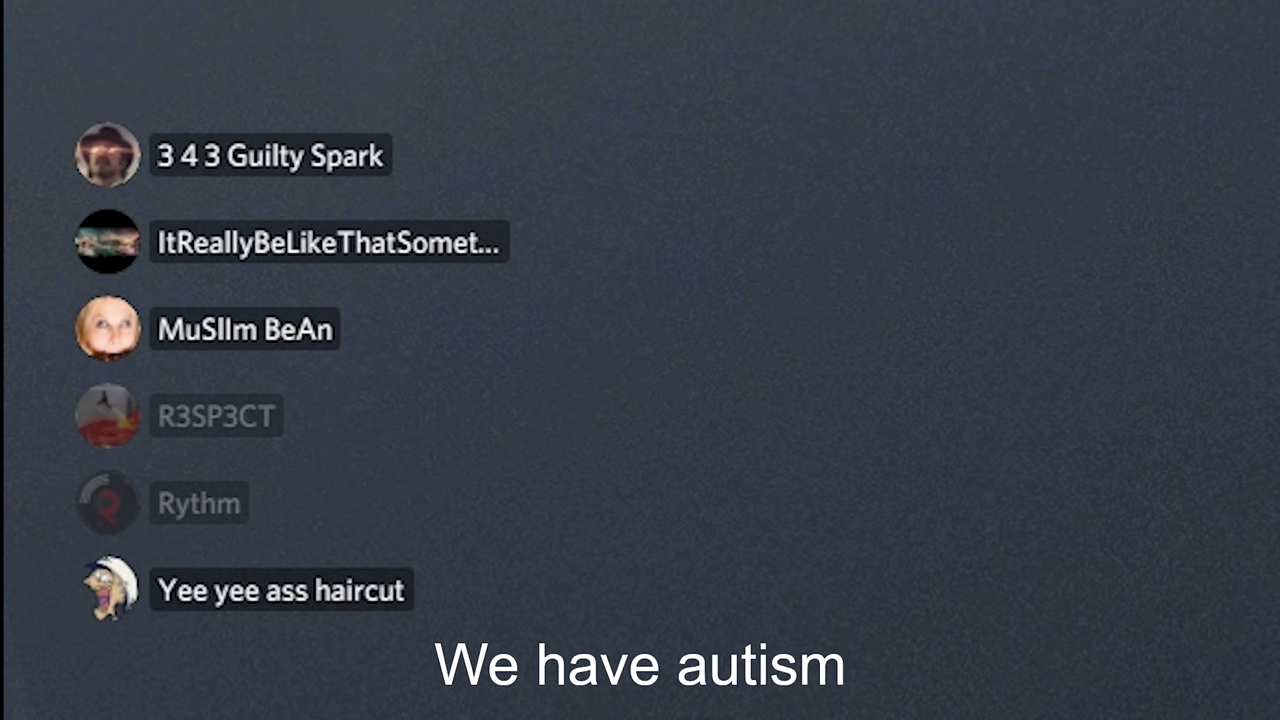 3 4 3 Guilty Spark
ItReallyBeLikeThatSomet...
MuSlIm BeAn
R3SP3CT
Rythm
Yee yee ass haircut
We have autism